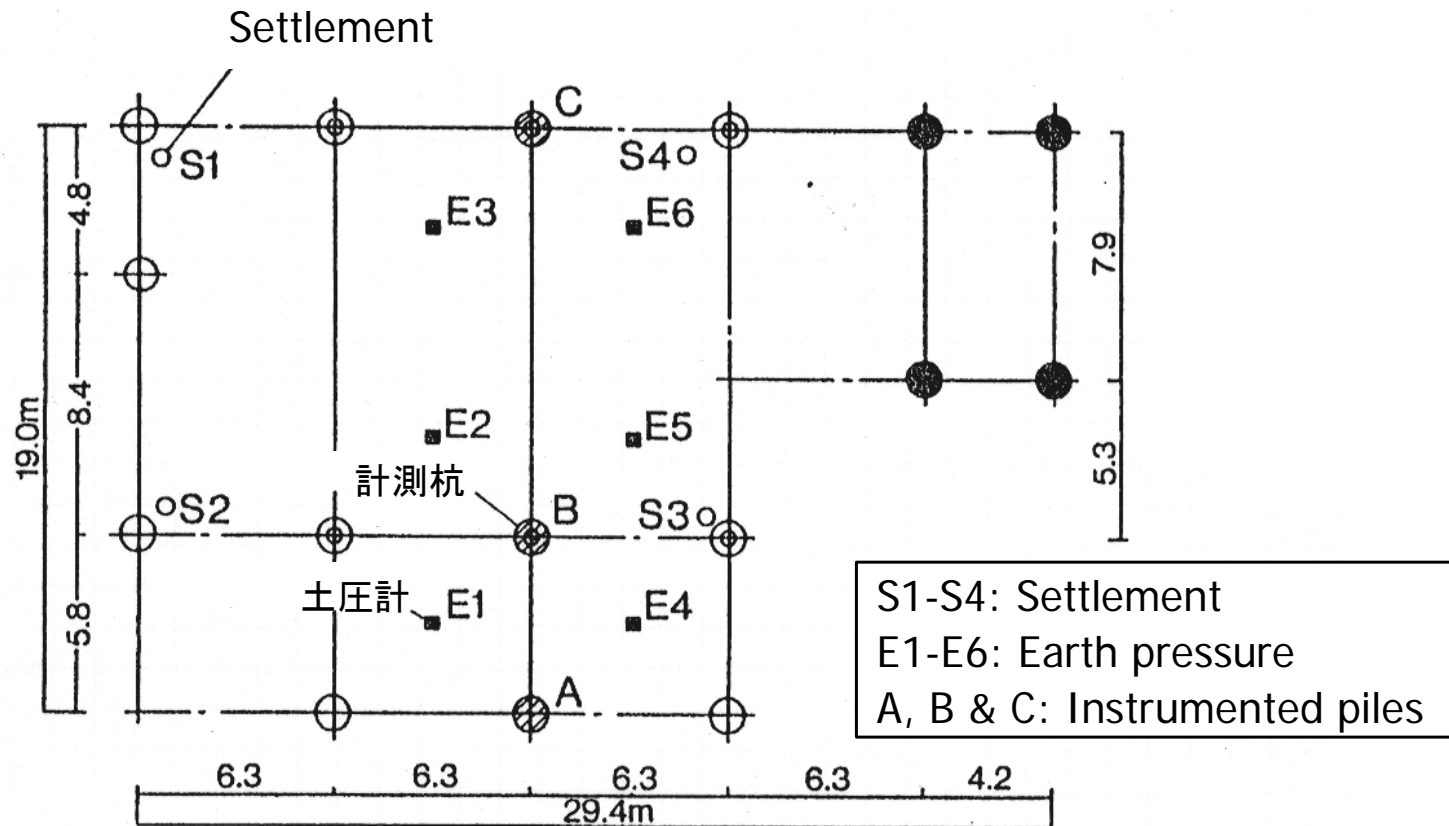 Settlement
C
S1
S4
4.8
E3
E6
7.9
19.0m
8.4
E2
E5
計測杭
5.3
S2
B
S3
土圧計
E1
E4
5.8
A
S1-S4: Settlement
E1-E6: Earth pressure
A, B & C: Instrumented piles
6.3 6.3 6.3 6.3 4.2
29.4m